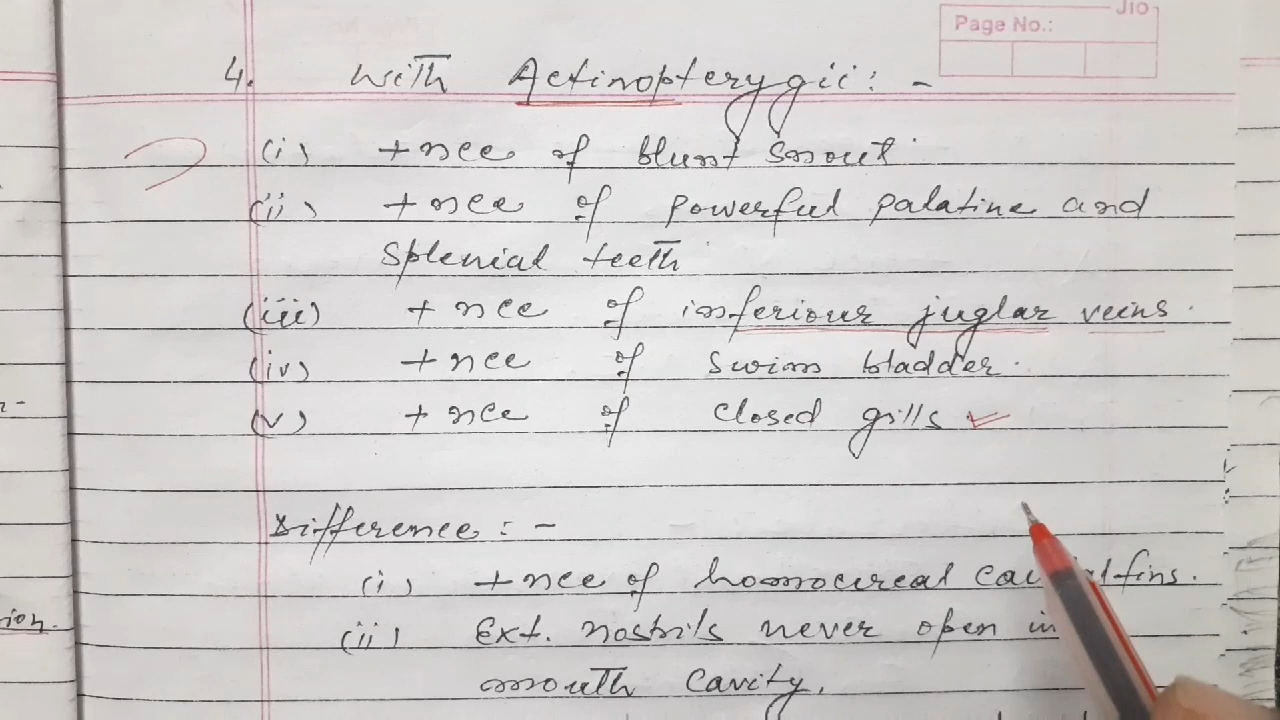 Jio
Page No.:
4. With Actinopterygii: -
(i) +nce of blunt snout.
(ii) +nce of powerful palatine and
splenial teeth
(iii) +nce of inferiour juglar veins.
(iv) +nce of swim bladder.
(v) +nce of closed gills
Difference: -
(i) +nce of homocercal fins.
(ii) Ext. nostrils never open in
mouth cavity.
ion.